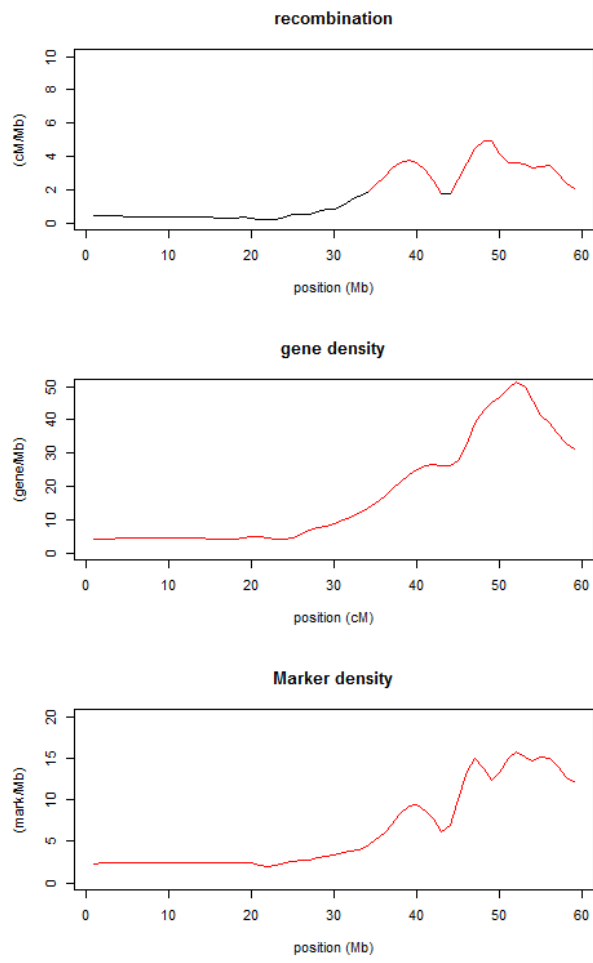 recombination
(cM/Mb)
10
8
6
4
2
0
0 10 20 30 40 50 60
position (Mb)
gene density
(gene/Mb)
50
40
30
20
10
0
0 10 20 30 40 50 60
position (cM)
Marker density
(mark/Mb)
20
15
10
5
0
0 10 20 30 40 50 60
position (Mb)